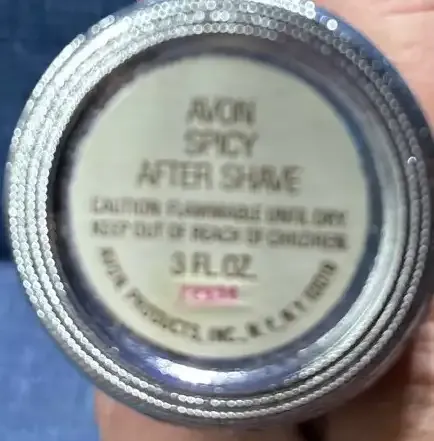 AVON
SPICY
AFTER SHAVE
CAUTION: FLAMMABLE UNTIL DRY.
KEEP OUT OF REACH OF CHILDREN.
3 FL. OZ.
AVON PRODUCTS, INC., N.Y., N.Y. 10019